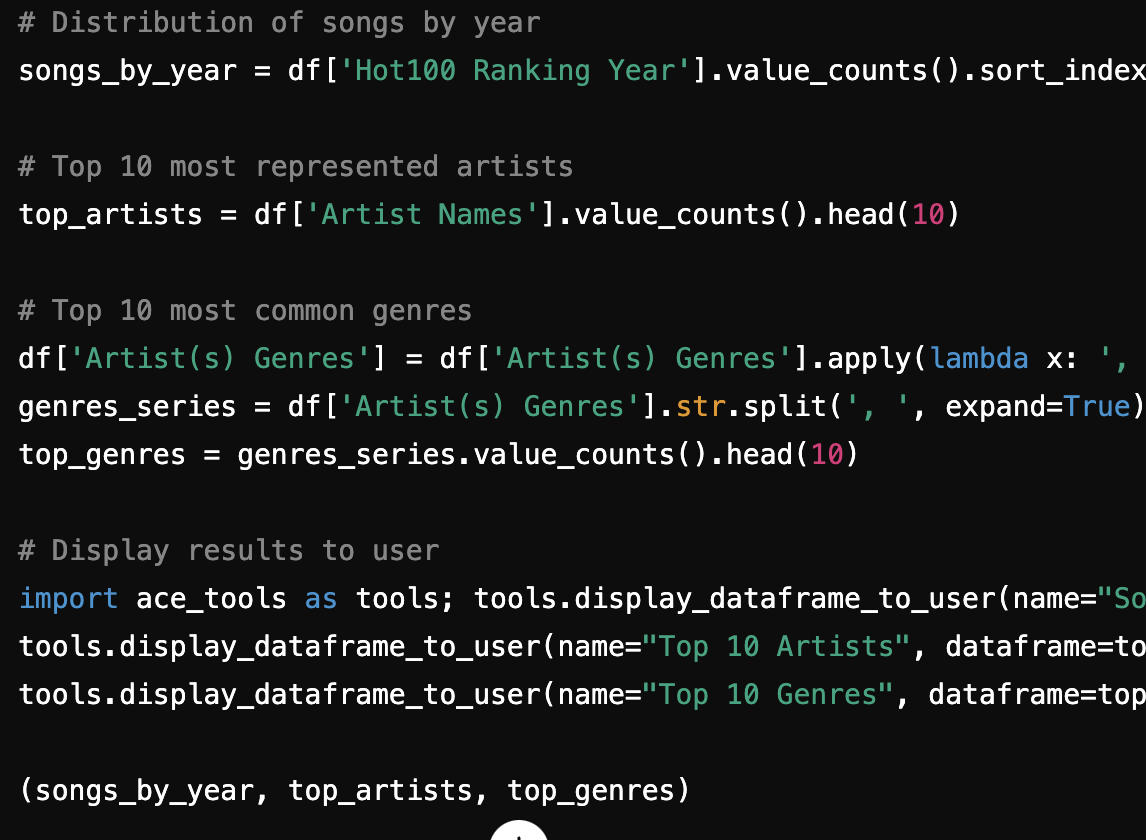 # Distribution of songs by year
songs_by_year = df['Hot100 Ranking Year'].value_counts().sort_index
# Top 10 most represented artists
top_artists = df['Artist Names'].value_counts().head(10)
# Top 10 most common genres
df['Artist(s) Genres'] = df['Artist(s) Genres'].apply(lambda x: ',
genres_series = df['Artist(s) Genres'].str.split(', ', expand=True)
top_genres = genres_series.value_counts().head(10)
# Display results to user
import ace_tools as tools; tools.display_dataframe_to_user(name="So
tools.display_dataframe_to_user(name="Top 10 Artists", dataframe=to
tools.display_dataframe_to_user(name="Top 10 Genres", dataframe=top
(songs_by_year, top_artists, top_genres)